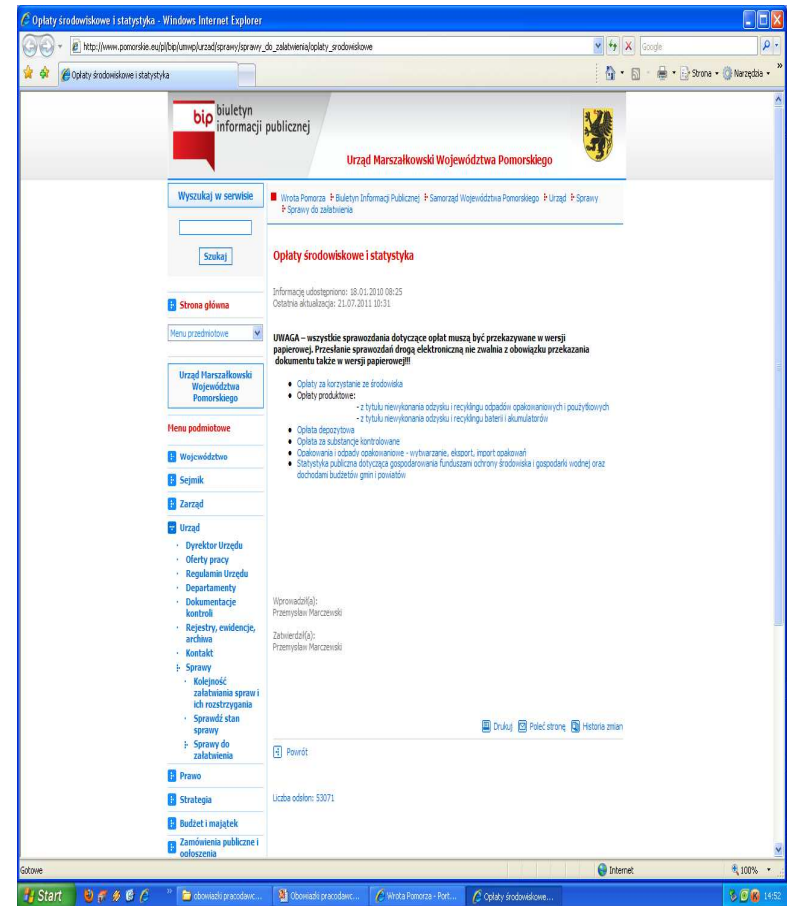 Opłaty środowiskowe i statystyka - Windows Internet Explorer
http://www.pomorskie.eu/pl/bip/umwp/urzad/sprawy/sprawy_do_zalatwienia/oplaty_srodowiskowe
Google
Opłaty środowiskowe i statystyka
Strona
Narzędzia
bip biuletyn
informacji publicznej
Urząd Marszałkowski Województwa Pomorskiego
Wyszukaj w serwisie
Szukaj
Strona główna
Menu przedmiotowe
Urząd Marszałkowski
Województwa
Pomorskiego
Menu podmiotowe
Województwo
Sejmik
Zarząd
Urząd
Dyrektor Urzędu
Oferty pracy
Regulamin Urzędu
Departamenty
Dokumentacje
kontroli
Rejestry, ewidencje,
archiwa
Kontakt
Sprawy
Kolejność
załatwiania spraw i
ich rozstrzygania
Sprawdź stan
sprawy
Sprawy do
załatwienia
Prawo
Strategia
Budżet i majątek
Zamówienia publiczne i
ogłoszenia
Wrota Pomorza Biuletyn Informacji Publicznej Samorząd Województwa Pomorskiego Urząd Sprawy
Sprawy do załatwienia
Opłaty środowiskowe i statystyka
Informację udostępniono: 18.01.2010 08:25
Ostatnia aktualizacja: 21.07.2011 10:31
UWAGA – wszystkie sprawozdania dotyczące opłat muszą być przekazywane w wersji
papierowej. Przesłanie sprawozdań drogą elektroniczną nie zwalnia z obowiązku przekazania
dokumentu także w wersji papierowej!!!
Opłaty za korzystanie ze środowiska
Opłaty produktowe:
- z tytułu niewykonania odzysku i recyklingu odpadów opakowaniowych i poużytkowych
- z tytułu niewykonania odzysku i recyklingu baterii i akumulatorów
Opłata depozytowa
Opłata za substancje kontrolowane
Opakowania i odpady opakowaniowe - wytwarzanie, eksport, import opakowań
Statystyka publiczna dotycząca gospodarowania funduszami ochrony środowiska i gospodarki wodnej oraz
dochodami budżetów gmin i powiatów
Wprowadził(a):
Przemysław Marczewski
Zatwierdził(a):
Przemysław Marczewski
Drukuj Poleć stronę Historia zmian
Powrót
Liczba odsłon: 53071
Gotowe
Internet
100%
Start
obowiazki pracodawc...
Obowiazki pracodawc...
Wrota Pomorza - Port...
Opłaty środowiskowe...
14:52